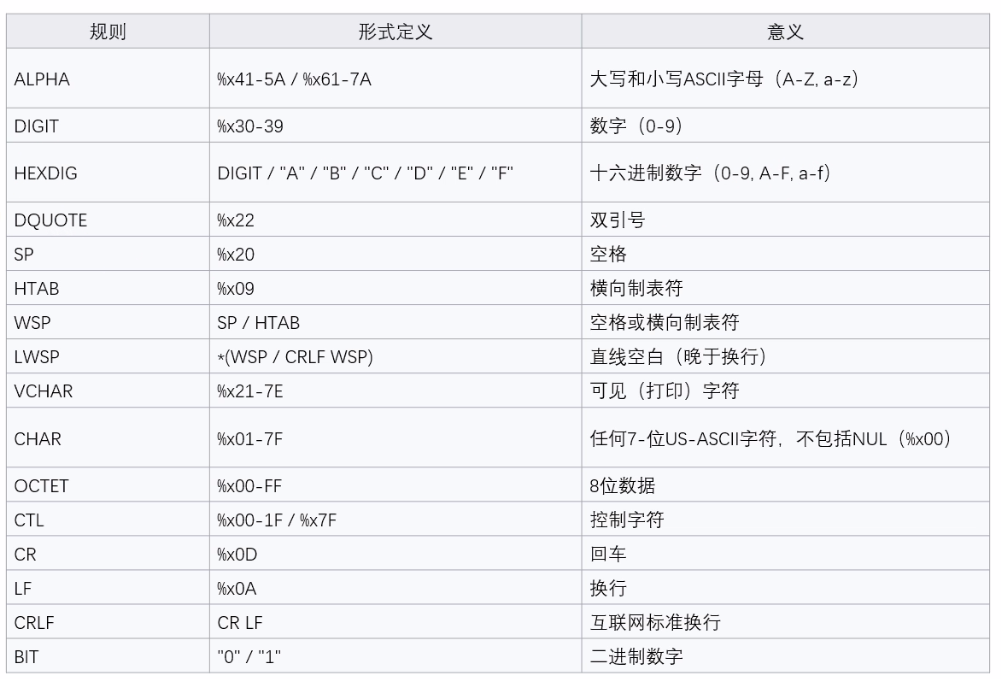 规则 形式定义 意义
ALPHA %x41-5A / %x61-7A 大写和小写ASCII字母（A-Z, a-z）
DIGIT %x30-39 数字（0-9）
HEXDIG DIGIT / "A" / "B" / "C" / "D" / "E" / "F" 十六进制数字（0-9, A-F, a-f）
DQUOTE %x22 双引号
SP %x20 空格
HTAB %x09 横向制表符
WSP SP / HTAB 空格或横向制表符
LWSP *(WSP / CRLF WSP) 直线空白（晚于换行）
VCHAR %x21-7E 可见（打印）字符
CHAR %x01-7F 任何7-位US-ASCII字符，不包括NUL（%x00）
OCTET %x00-FF 8位数据
CTL %x00-1F / %x7F 控制字符
CR %x0D 回车
LF %x0A 换行
CRLF CR LF 互联网标准换行
BIT "0" / "1" 二进制数字